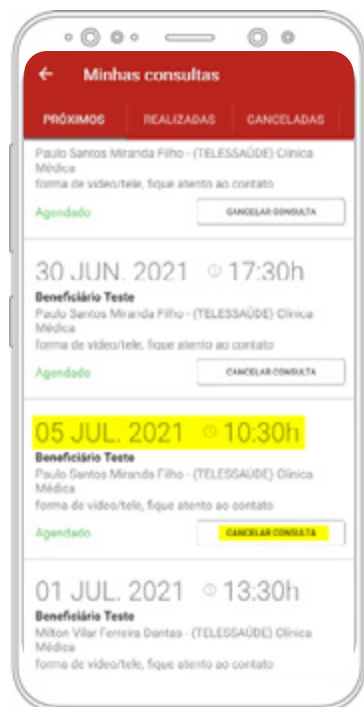 ← Minhas consultas
PRÓXIMOS REALIZADAS CANCELADAS
Paulo Santos Miranda Filho - (TELESSAÚDE) Clínica
Médica
forma de video/tele, fique atento ao contato
Agendado CANCELAR CONSULTA
30 JUN. 2021 17:30h
Beneficiário Teste
Paulo Santos Miranda Filho - (TELESSAÚDE) Clínica
Médica
forma de video/tele, fique atento ao contato
Agendado CANCELAR CONSULTA
05 JUL. 2021 10:30h
Beneficiário Teste
Paulo Santos Miranda Filho - (TELESSAÚDE) Clínica
Médica
forma de video/tele, fique atento ao contato
Agendado CANCELAR CONSULTA
01 JUL. 2021 13:30h
Beneficiário Teste
Milton Vilar Ferreira Dantas - (TELESSAÚDE) Clínica
Médica
forma de video/tele, fique atento ao contato